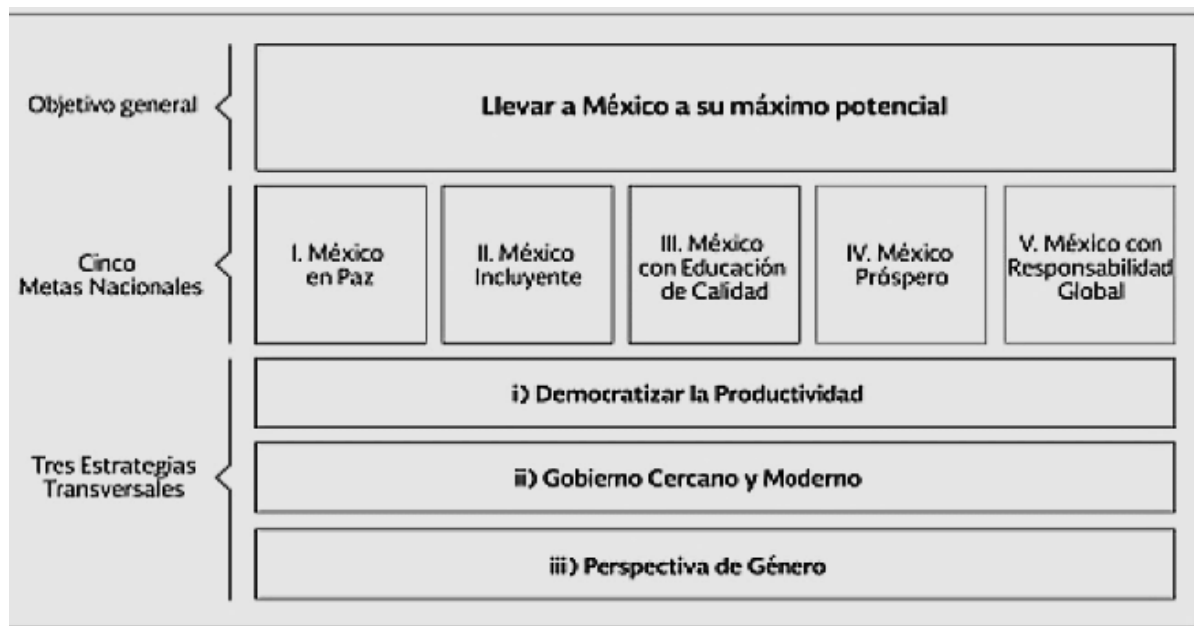 Objetivo general
Llevar a México a su máximo potencial
Cinco
Metas Nacionales
I. México
en Paz
II. México
Incluyente
III. México
con Educación
de Calidad
IV. México
Próspero
V. México con
Responsabilidad
Global
Tres Estrategias
Transversales
i) Democratizar la Productividad
ii) Gobierno Cercano y Moderno
iii) Perspectiva de Género